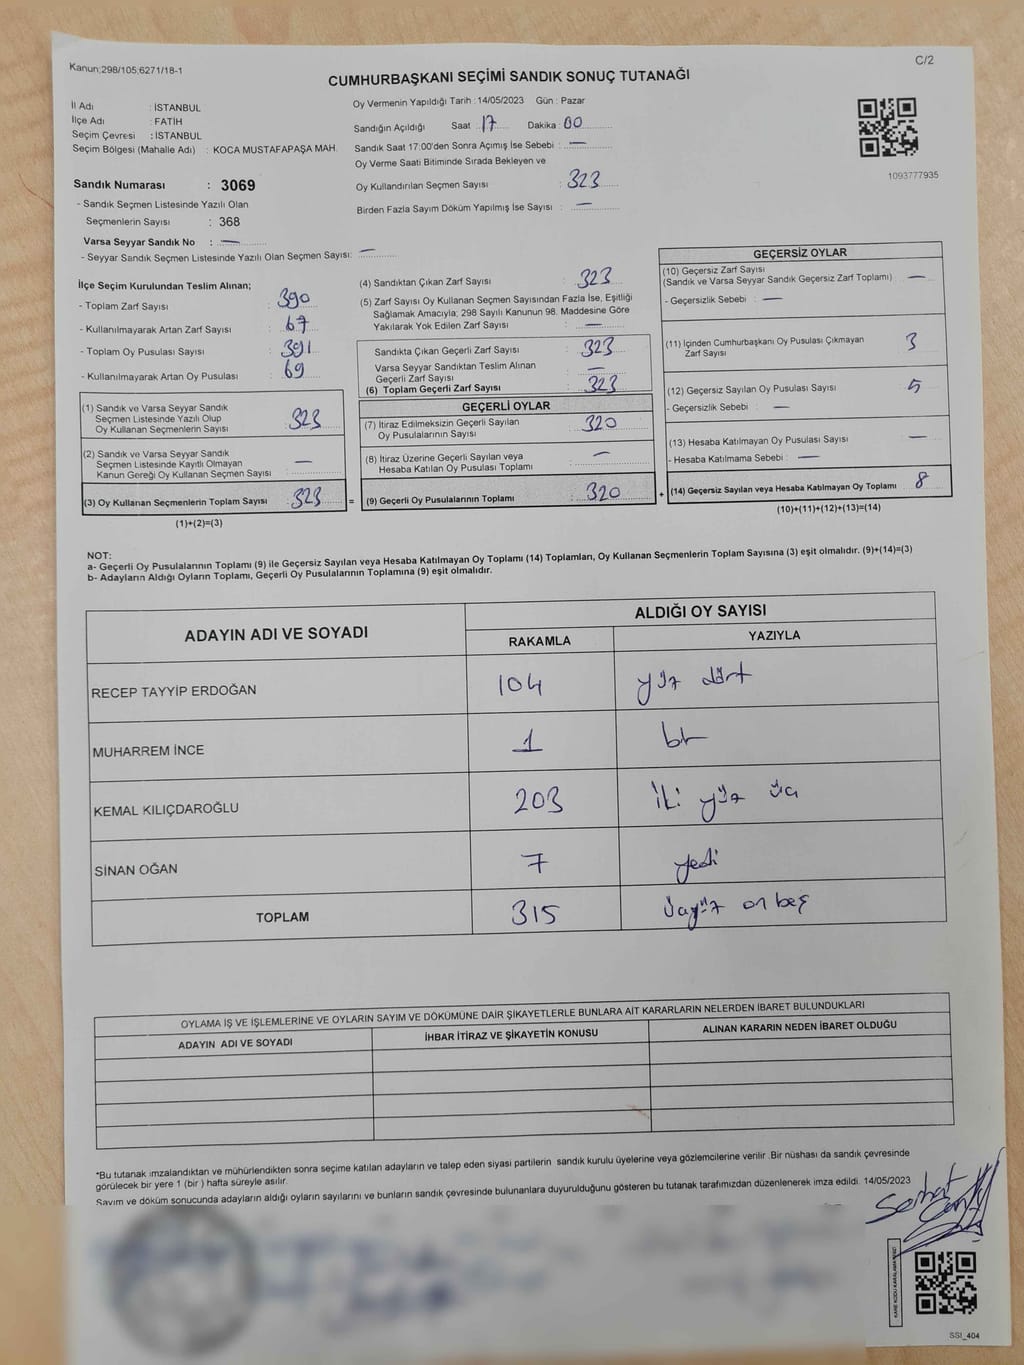 Kanun;298/105;6271/18-1
C/2
CUMHURBAŞKANI SEÇİMİ SANDIK SONUÇ TUTANAĞI
İl Adı : İSTANBUL
İlçe Adı : FATİH
Seçim Çevresi : İSTANBUL
Seçim Bölgesi (Mahalle Adı) : KOCA MUSTAFAPAŞA MAH.
Oy Vermenin Yapıldığı Tarih : 14/05/2023 Gün : Pazar
Sandığın Açıldığı Saat : 17 Dakika : 00
Sandık Saat 17:00'den Sonra Açımış İse Sebebi : —
Oy Verme Saati Bitiminde Sırada Bekleyen ve
Oy Kullandırılan Seçmen Sayısı : 323
Birden Fazla Sayım Döküm Yapılmış İse Sayısı : —
1093777935
Sandık Numarası : 3069
- Sandık Seçmen Listesinde Yazılı Olan
Seçmenlerin Sayısı : 368
Varsa Seyyar Sandık No : —
- Seyyar Sandık Seçmen Listesinde Yazılı Olan Seçmen Sayısı: —
İlçe Seçim Kurulundan Teslim Alınan;
- Toplam Zarf Sayısı : 390
- Kullanılmayarak Artan Zarf Sayısı : 67
- Toplam Oy Pusulası Sayısı : 391
- Kullanılmayarak Artan Oy Pusulası : 69
(1) Sandık ve Varsa Seyyar Sandık
Seçmen Listesinde Yazılı Olup
Oy Kullanan Seçmenlerin Sayısı : 323
(2) Sandık ve Varsa Seyyar Sandık
Seçmen Listesinde Kayıtlı Olmayan
Kanun Gereği Oy Kullanan Seçmen Sayısı : —
(3) Oy Kullanan Seçmenlerin Toplam Sayısı : 323
(1)+(2)=(3)
=
(4) Sandıktan Çıkan Zarf Sayısı : 323
(5) Zarf Sayısı Oy Kullanan Seçmen Sayısından Fazla İse, Eşitliği
Sağlamak Amacıyla; 298 Sayılı Kanunun 98. Maddesine Göre
Yakılarak Yok Edilen Zarf Sayısı : —
Sandıkta Çıkan Geçerli Zarf Sayısı : 323
Varsa Seyyar Sandıktan Teslim Alınan
Geçerli Zarf Sayısı : —
(6) Toplam Geçerli Zarf Sayısı : 323
GEÇERLİ OYLAR
(7) İtiraz Edilmeksizin Geçerli Sayılan
Oy Pusulalarının Sayısı : 320
(8) İtiraz Üzerine Geçerli Sayılan veya
Hesaba Katılan Oy Pusulası Toplamı : —
(9) Geçerli Oy Pusulalarının Toplamı : 320
+
GEÇERSİZ OYLAR
(10) Geçersiz Zarf Sayısı
(Sandık ve Varsa Seyyar Sandık Geçersiz Zarf Toplamı) —
- Geçersizlik Sebebi : —
(11) İçinden Cumhurbaşkanı Oy Pusulası Çıkmayan
Zarf Sayısı 3
(12) Geçersiz Sayılan Oy Pusulası Sayısı 5
- Geçersizlik Sebebi : —
(13) Hesaba Katılmayan Oy Pusulası Sayısı —
- Hesaba Katılmama Sebebi : —
(14) Geçersiz Sayılan veya Hesaba Katılmayan Oy Toplamı 8
(10)+(11)+(12)+(13)=(14)
NOT:
a- Geçerli Oy Pusulalarının Toplamı (9) ile Geçersiz Sayılan veya Hesaba Katılmayan Oy Toplamı (14) Toplamları, Oy Kullanan Seçmenlerin Toplam Sayısına (3) eşit olmalıdır. (9)+(14)=(3)
b- Adayların Aldığı Oyların Toplamı, Geçerli Oy Pusulalarının Toplamına (9) eşit olmalıdır.
ADAYIN ADI VE SOYADI
ALDIĞI OY SAYISI
RAKAMLA YAZIYLA
RECEP TAYYİP ERDOĞAN 104 yüz dört
MUHARREM İNCE 1 bir
KEMAL KILIÇDAROĞLU 203 İki yüz üç
SİNAN OĞAN 7 yedi
TOPLAM 315 üçyüz on beş
OYLAMA İŞ VE İŞLEMLERİNE VE OYLARIN SAYIM VE DÖKÜMÜNE DAİR ŞİKAYETLERLE BUNLARA AİT KARARLARIN NELERDEN İBARET BULUNDUKLARI
ADAYIN ADI VE SOYADI İHBAR İTİRAZ VE ŞİKAYETİN KONUSU ALINAN KARARIN NEDEN İBARET OLDUĞU
*Bu tutanak imzalandıktan ve mühürlendikten sonra seçime katılan adayların ve talep eden siyasi partilerin sandık kurulu üyelerine veya gözlemcilerine verilir. Bir nüshası da sandık çevresinde
görülecek bir yere 1 (bir ) hafta süreyle asılır.
Sayım ve döküm sonucunda adayların aldığı oyların sayılarını ve bunların sandık çevresinde bulunanlara duyurulduğunu gösteren bu tutanak tarafımızdan düzenlenerek imza edildi. 14/05/2023
Serhat
SSI_404